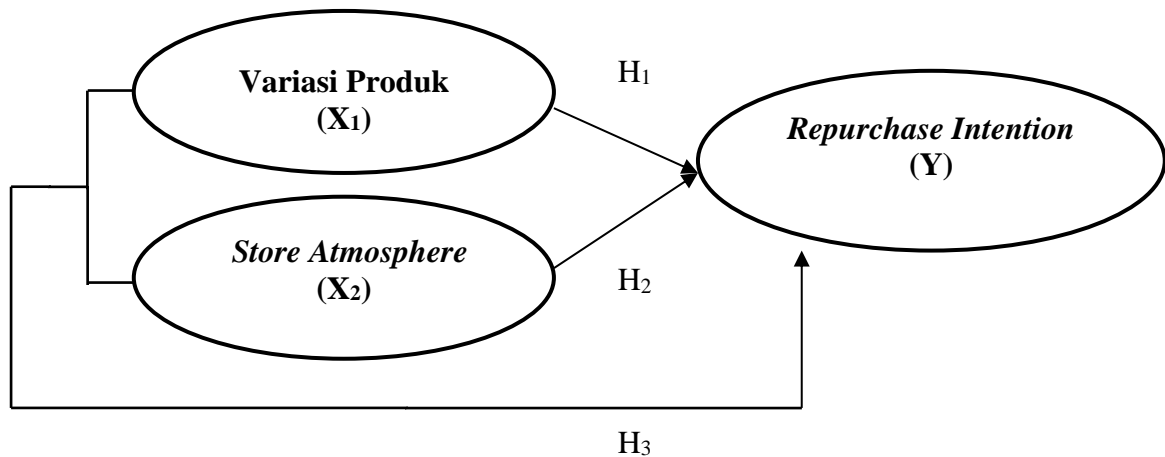 Variasi Produk
(X₁)
H₁
Repurchase Intention
(Y)
Store Atmosphere
(X₂)
H₂
H₃